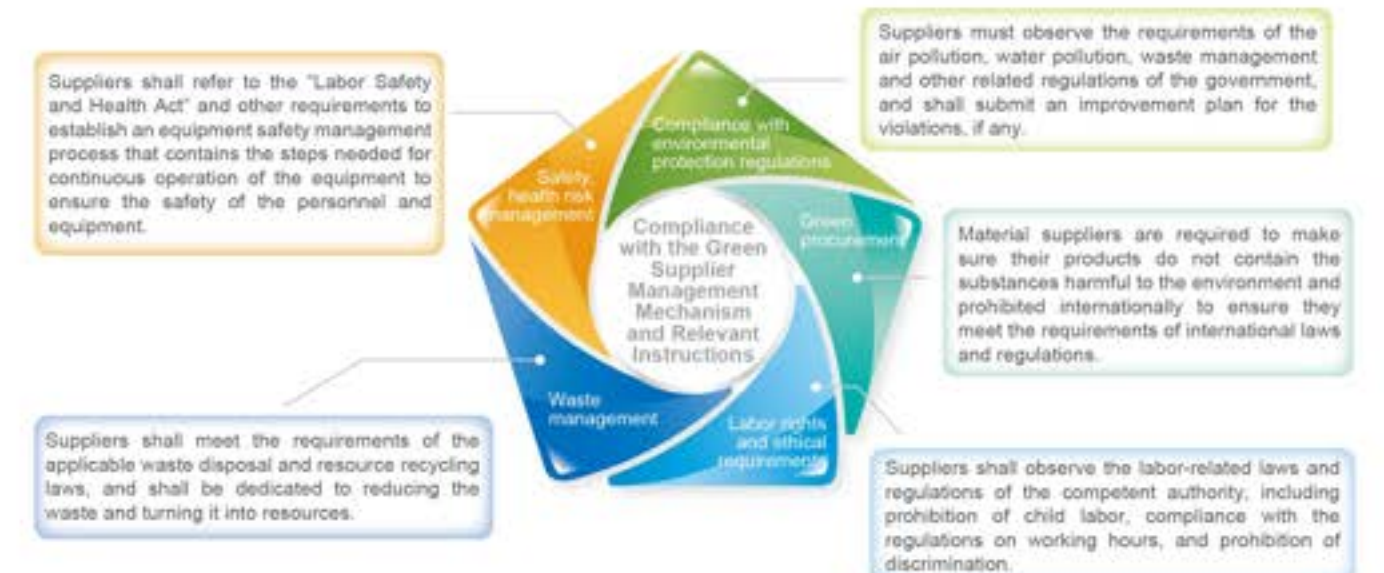 Suppliers shall refer to the "Labor Safety
and Health Act" and other requirements to
establish an equipment safety management
process that contains the steps needed for
continuous operation of the equipment to
ensure the safety of the personnel and
equipment.
Suppliers must observe the requirements of the
air pollution, water pollution, waste management
and other related regulations of the government,
and shall submit an improvement plan for the
violations, if any.
Compliance with
environmental
protection regulations
Safety,
health risk
management
Green
procurement
Compliance
with the Green
Supplier
Management
Mechanism
and Relevant
Instructions
Material suppliers are required to make
sure their products do not contain the
substances harmful to the environment and
prohibited internationally to ensure they
meet the requirements of international laws
and regulations.
Waste
management
Labor rights
and ethical
requirements
Suppliers shall meet the requirements of the
applicable waste disposal and resource recycling
laws, and shall be dedicated to reducing the
waste and turning it into resources.
Suppliers shall observe the labor-related laws and
regulations of the competent authority, including
prohibition of child labor, compliance with the
regulations on working hours, and prohibition of
discrimination.